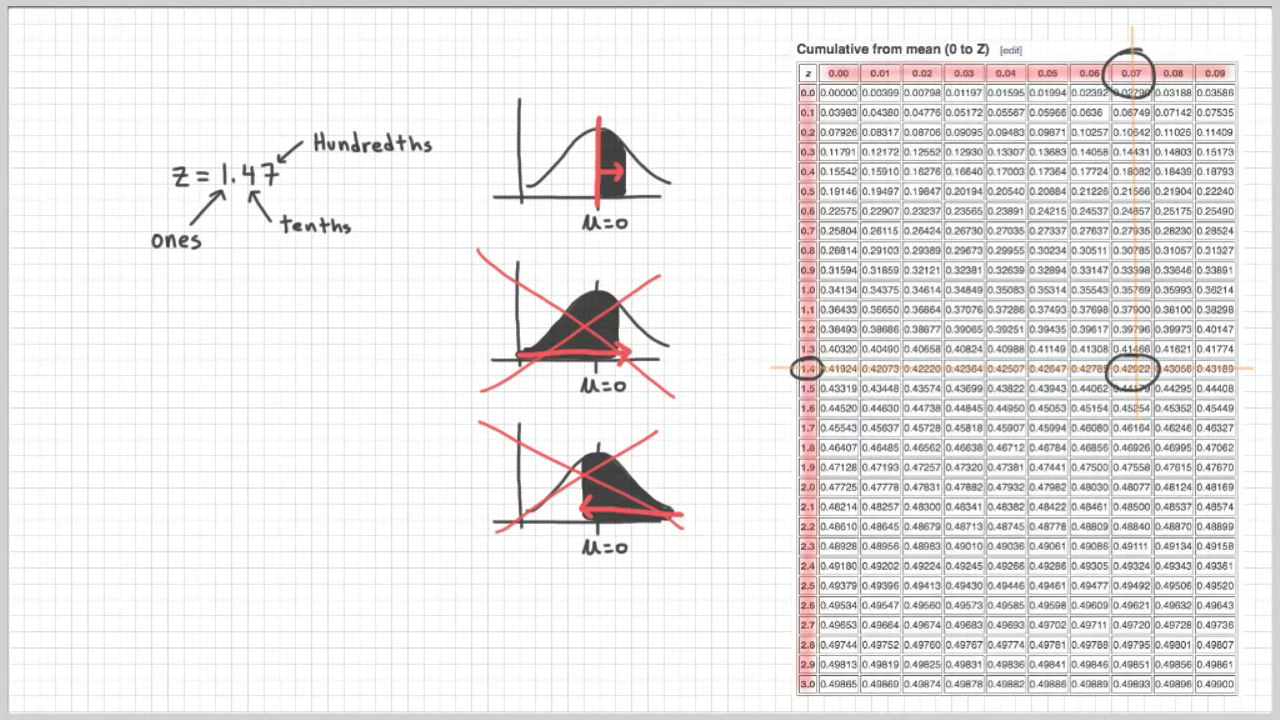 z = 1.47
Hundredths
ones
tenths
μ=0
μ=0
μ=0
Cumulative from mean (0 to Z) [edit]
z 0.00 0.01 0.02 0.03 0.04 0.05 0.06 0.07 0.08 0.09
0.0 0.00000 0.00399 0.00798 0.01197 0.01595 0.01994 0.02392 0.02790 0.03188 0.03586
0.1 0.03983 0.04380 0.04776 0.05172 0.05567 0.05966 0.0636 0.06749 0.07142 0.07535
0.2 0.07926 0.08317 0.08706 0.09095 0.09483 0.09871 0.10257 0.10642 0.11026 0.11409
0.3 0.11791 0.12172 0.12552 0.12930 0.13307 0.13683 0.14058 0.14431 0.14803 0.15173
0.4 0.15542 0.15910 0.16276 0.16640 0.17003 0.17364 0.17724 0.18082 0.18439 0.18793
0.5 0.19146 0.19497 0.19847 0.20194 0.20540 0.20884 0.21226 0.21566 0.21904 0.22240
0.6 0.22575 0.22907 0.23237 0.23565 0.23891 0.24215 0.24537 0.24857 0.25175 0.25490
0.7 0.25804 0.26115 0.26424 0.26730 0.27035 0.27337 0.27637 0.27935 0.28230 0.28524
0.8 0.28814 0.29103 0.29389 0.29673 0.29955 0.30234 0.30511 0.30785 0.31057 0.31327
0.9 0.31594 0.31859 0.32121 0.32381 0.32639 0.32894 0.33147 0.33398 0.33646 0.33891
1.0 0.34134 0.34375 0.34614 0.34849 0.35083 0.35314 0.35543 0.35769 0.35993 0.36214
1.1 0.36433 0.36650 0.36864 0.37076 0.37286 0.37493 0.37698 0.37900 0.38100 0.38298
1.2 0.38493 0.38686 0.38877 0.39065 0.39251 0.39435 0.39617 0.39796 0.39973 0.40147
1.3 0.40320 0.40490 0.40658 0.40824 0.40988 0.41149 0.41308 0.41466 0.41621 0.41774
1.4 0.41924 0.42073 0.42220 0.42364 0.42507 0.42647 0.42785 0.42922 0.43056 0.43189
1.5 0.43319 0.43448 0.43574 0.43699 0.43822 0.43943 0.44062 0.44179 0.44295 0.44408
1.6 0.44520 0.44630 0.44738 0.44845 0.44950 0.45053 0.45154 0.45254 0.45352 0.45449
1.7 0.45543 0.45637 0.45728 0.45818 0.45907 0.45994 0.46080 0.46164 0.46246 0.46327
1.8 0.46407 0.46485 0.46562 0.46638 0.46712 0.46784 0.46856 0.46926 0.46995 0.47062
1.9 0.47128 0.47193 0.47257 0.47320 0.47381 0.47441 0.47500 0.47558 0.47615 0.47670
2.0 0.47725 0.47778 0.47831 0.47882 0.47932 0.47982 0.48030 0.48077 0.48124 0.48169
2.1 0.48214 0.48257 0.48300 0.48341 0.48382 0.48422 0.48461 0.48500 0.48537 0.48574
2.2 0.48610 0.48645 0.48679 0.48713 0.48745 0.48778 0.48809 0.48840 0.48870 0.48899
2.3 0.48928 0.48956 0.48983 0.49010 0.49036 0.49061 0.49086 0.49111 0.49134 0.49158
2.4 0.49180 0.49202 0.49224 0.49245 0.49266 0.49286 0.49305 0.49324 0.49343 0.49361
2.5 0.49379 0.49396 0.49413 0.49430 0.49446 0.49461 0.49477 0.49492 0.49506 0.49520
2.6 0.49534 0.49547 0.49560 0.49573 0.49585 0.49598 0.49609 0.49621 0.49632 0.49643
2.7 0.49653 0.49664 0.49674 0.49683 0.49693 0.49702 0.49711 0.49720 0.49728 0.49736
2.8 0.49744 0.49752 0.49760 0.49767 0.49774 0.49781 0.49788 0.49795 0.49801 0.49807
2.9 0.49813 0.49819 0.49825 0.49831 0.49836 0.49841 0.49846 0.49851 0.49856 0.49861
3.0 0.49865 0.49869 0.49874 0.49878 0.49882 0.49886 0.49889 0.49893 0.49896 0.49900